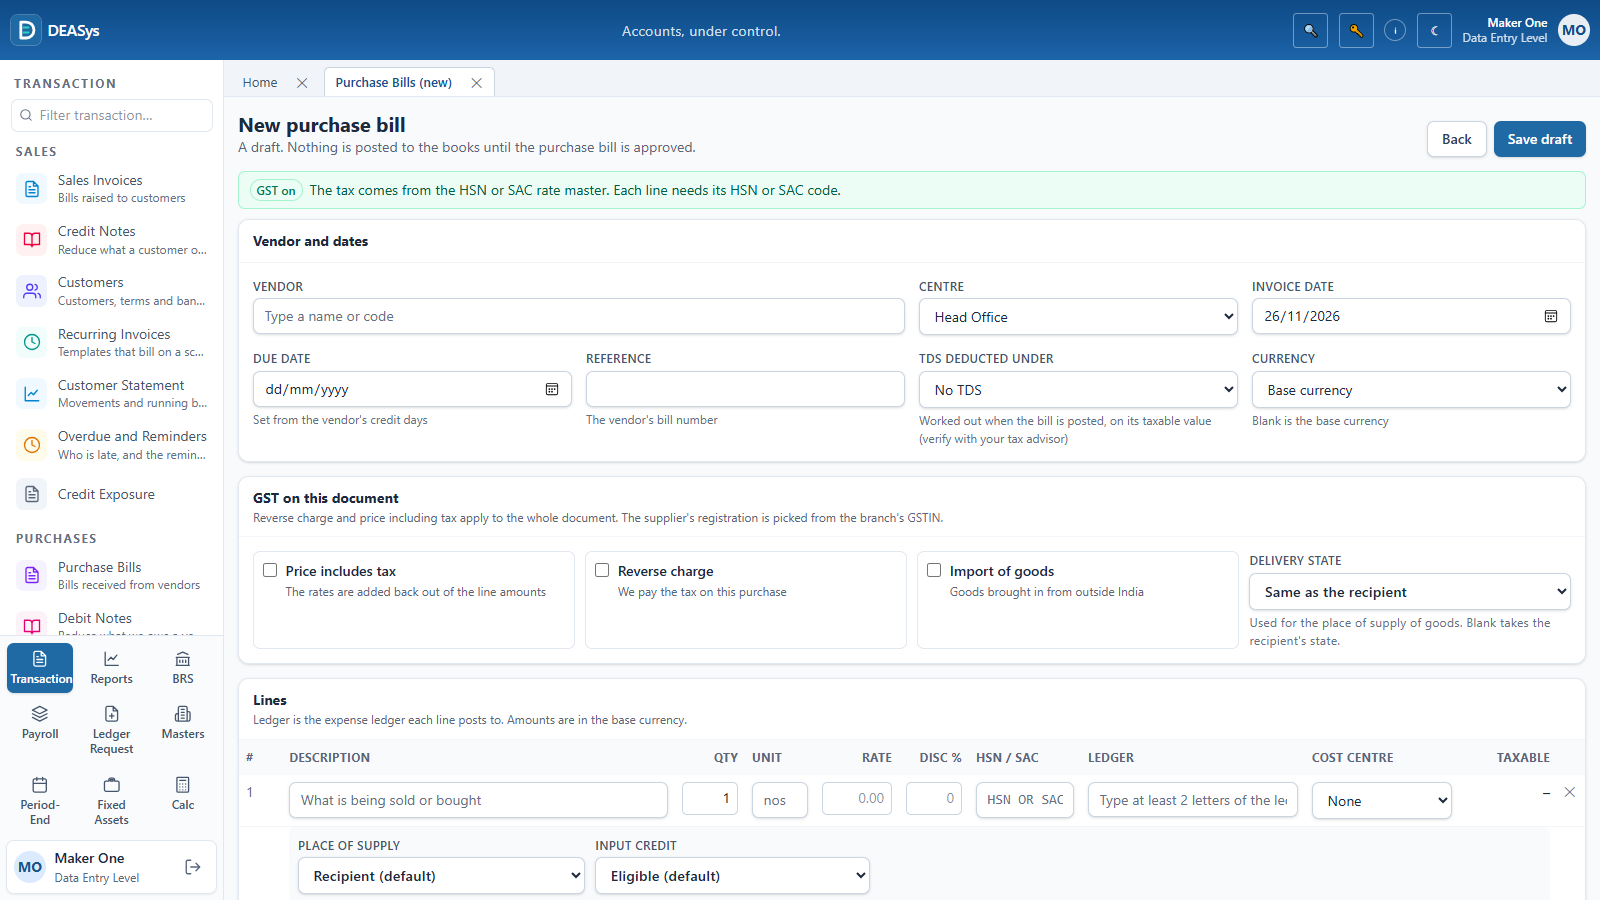 DEASys
Accounts, under control.
Maker One
Data Entry Level
MO
TRANSACTION
Filter transaction...
SALES
Sales Invoices
Bills raised to customers
Credit Notes
Reduce what a customer o...
Customers
Customers, terms and ban...
Recurring Invoices
Templates that bill on a sc...
Customer Statement
Movements and running b...
Overdue and Reminders
Who is late, and the remin...
Credit Exposure
PURCHASES
Purchase Bills
Bills received from vendors
Debit Notes
Transaction
Reports
BRS
Payroll
Ledger Request
Masters
Period-End
Fixed Assets
Calc
MO
Maker One
Data Entry Level
Home
Purchase Bills (new)
New purchase bill
A draft. Nothing is posted to the books until the purchase bill is approved.
Back
Save draft
GST on
The tax comes from the HSN or SAC rate master. Each line needs its HSN or SAC code.
Vendor and dates
VENDOR
Type a name or code
CENTRE
Head Office
INVOICE DATE
26/11/2026
DUE DATE
dd/mm/yyyy
Set from the vendor's credit days
REFERENCE
The vendor's bill number
TDS DEDUCTED UNDER
No TDS
Worked out when the bill is posted, on its taxable value
(verify with your tax advisor)
CURRENCY
Base currency
Blank is the base currency
GST on this document
Reverse charge and price including tax apply to the whole document. The supplier's registration is picked from the branch's GSTIN.
Price includes tax
The rates are added back out of the line amounts
Reverse charge
We pay the tax on this purchase
Import of goods
Goods brought in from outside India
DELIVERY STATE
Same as the recipient
Used for the place of supply of goods. Blank takes the
recipient's state.
Lines
Ledger is the expense ledger each line posts to. Amounts are in the base currency.
# DESCRIPTION QTY UNIT RATE DISC % HSN / SAC LEDGER COST CENTRE TAXABLE
1 What is being sold or bought 1 nos 0.00 0 HSN OR SAC Type at least 2 letters of the le None –
PLACE OF SUPPLY
Recipient (default)
INPUT CREDIT
Eligible (default)